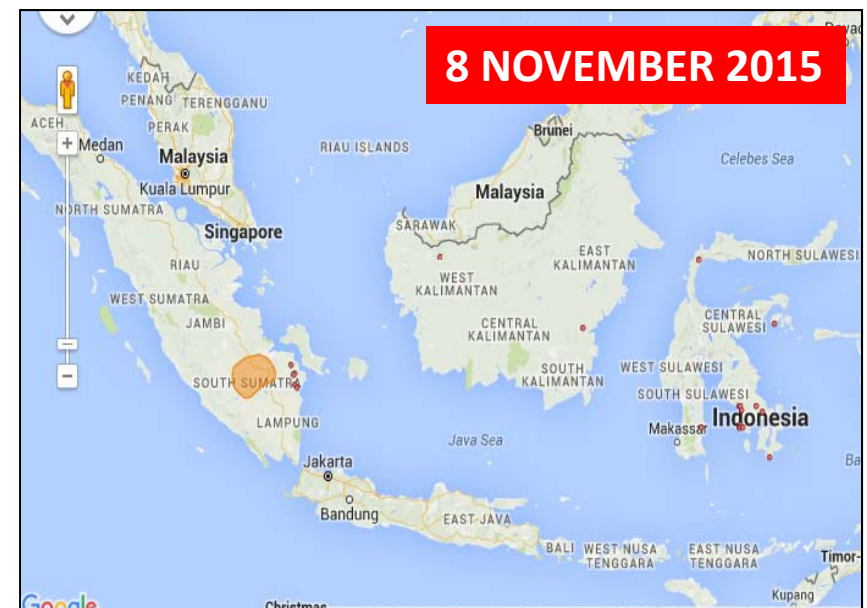 8 NOVEMBER 2015
KEDAH
PENANG TERENGGANU
ACEH
PERAK
Medan
Malaysia
Kuala Lumpur
RIAU ISLANDS
Brunei
Celebes Sea
Malaysia
NORTH SUMATRA
Singapore
SARAWAK
RIAU
EAST
KALIMANTAN
NORTH SULAWESI
WEST
KALIMANTAN
WEST SUMATRA
JAMBI
CENTRAL
KALIMANTAN
CENTRAL
SULAWESI
SOUTH SUMATRA
SOUTH
KALIMANTAN
WEST SULAWESI
SOUTH SULAWESI
LAMPUNG
Makassar
Indonesia
Java Sea
Jakarta
Bandung
EAST JAVA
BALI
WEST NUSA
TENGGARA
EAST NUSA
TENGGARA
Timor-
Kupang
Google
Christmas